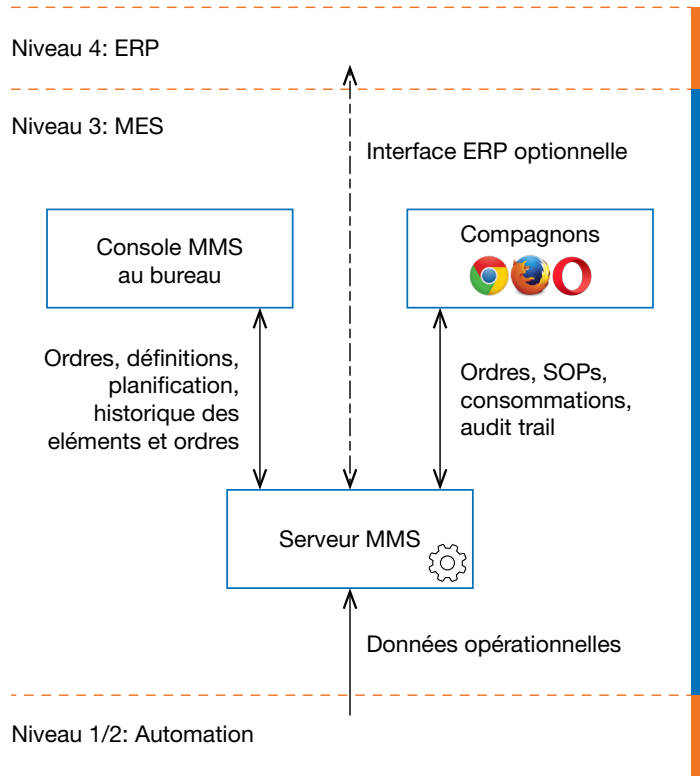 Niveau 4: ERP
Niveau 3: MES
Interface ERP optionnelle
Console MMS
au bureau
Compagnons
Ordres, définitions,
planification,
historique des
eléments et ordres
Ordres, SOPs,
consommations,
audit trail
Serveur MMS
Données opérationnelles
Niveau 1/2: Automation